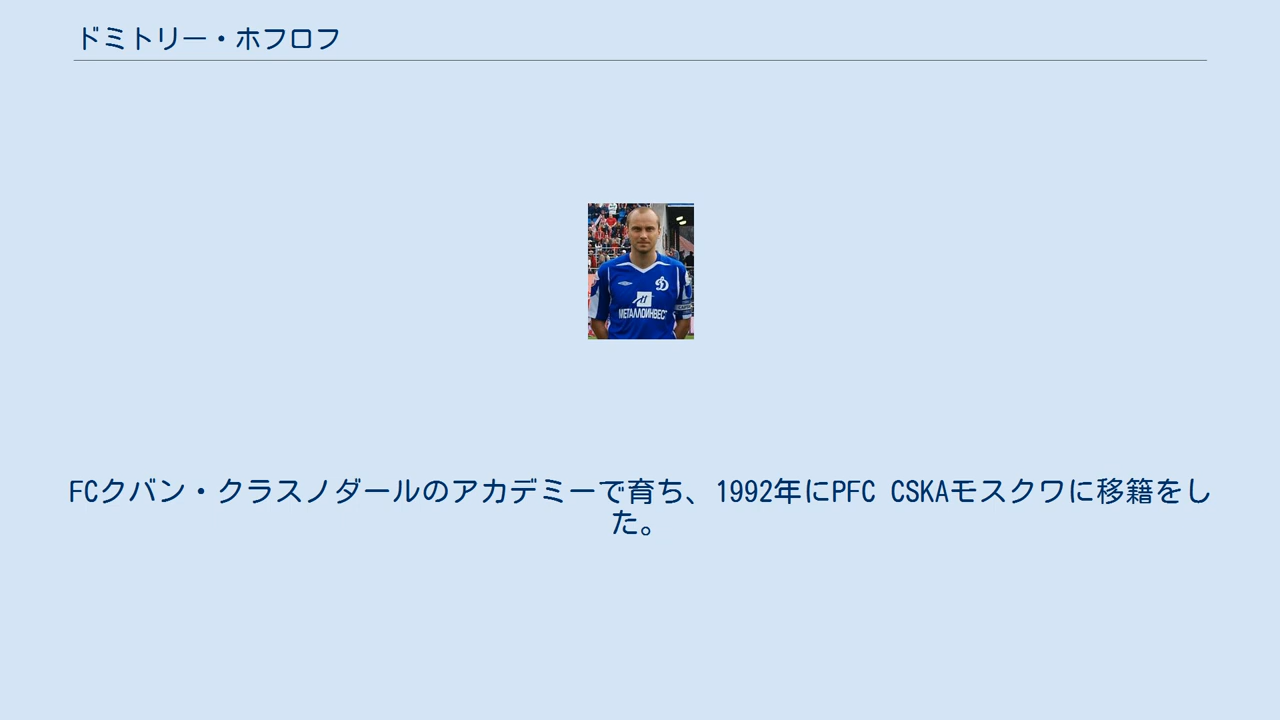 ドミトリー・ホフロフ
МЕТАЛЛОИНВЕСТ
FCクバン・クラスノダールのアカデミーで育ち、1992年にPFC CSKAモスクワに移籍をし
た。